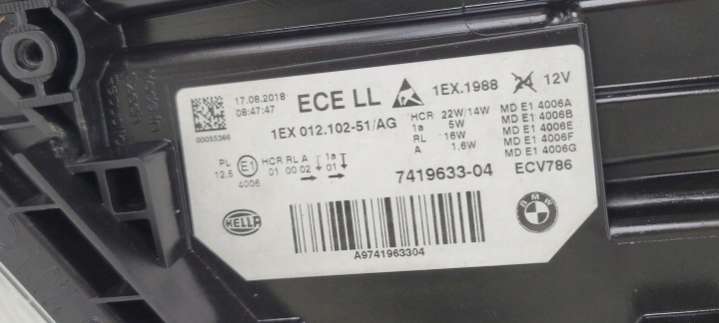 17.08.2018
08:47:47
00055366
ECE LL
1EX.1988 24 12V
1EX 012.102-51/AG
HCR 22W/14W
1a 5W
RL 16W
A 1,6W
MD E1 4006A
MD E1 4006B
MD E1 4006E
MD E1 4006F
MD E1 4006G
PL E1 HCR RL A 1a
12,5 01 00 02 01
4006
7419633-04 ECV786
HELLA
BMW
A9741963304